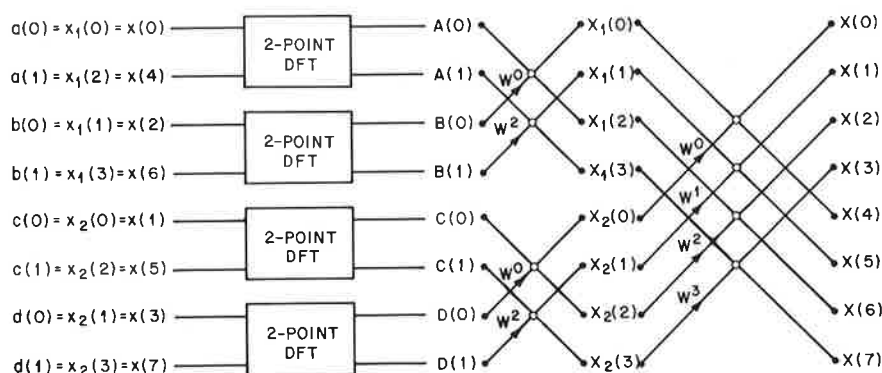 a(0) = x₁(0) = x(0)
a(1) = x₁(2) = x(4)
b(0) = x₁(1) = x(2)
b(1) = x₁(3) = x(6)
c(0) = x₂(0) = x(1)
c(1) = x₂(2) = x(5)
d(0) = x₂(1) = x(3)
d(1) = x₂(3) = x(7)
2-POINT
DFT
2-POINT
DFT
2-POINT
DFT
2-POINT
DFT
A(0)
A(1)
B(0)
B(1)
C(0)
C(1)
D(0)
D(1)
W⁰
W²
W⁰
W²
X₁(0)
X₁(1)
X₁(2)
X₁(3)
X₂(0)
X₂(1)
X₂(2)
X₂(3)
W⁰
W¹
W²
W³
X(0)
X(1)
X(2)
X(3)
X(4)
X(5)
X(6)
X(7)